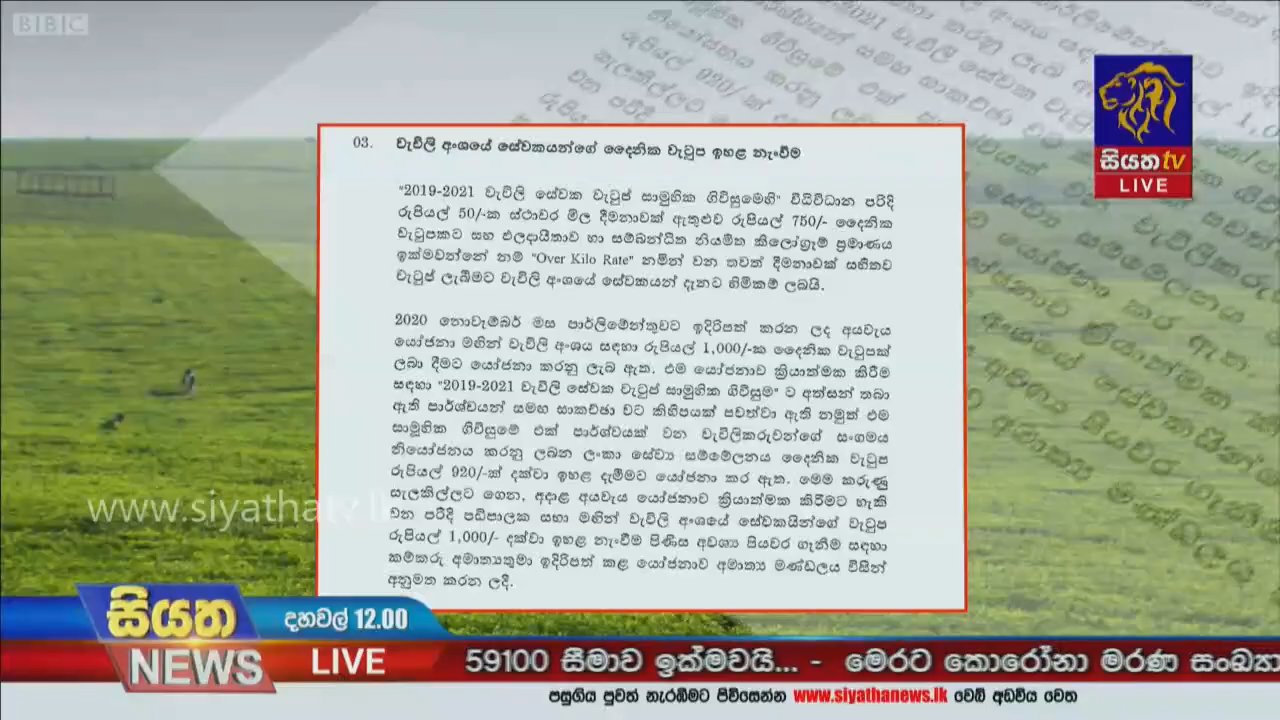 BBC
සියත tv
LIVE
03. වැවිලි අංශයේ සේවකයන්ගේ දෛනික වැටුප ඉහළ නැංවීම
"2019-2021 වැවිලි සේවක වැටුප් සාමුහික ගිවිසුමෙහි" විධිවිධාන පරිදි
රුපියල් 50/-ක ස්ථාවර මිල දීමනාවක් ඇතුළුව රුපියල් 750/- දෛනික
වැටුපකට සහ ඵලදායීතාව හා සම්බන්ධිත නියමිත කිලෝග්‍රෑම් ප්‍රමාණය
ඉක්මවන්නේ නම් "Over Kilo Rate" නමින් වන තවත් දීමනාවක් සහිතව
වැටුප් ලැබීමට වැවිලි අංශයේ සේවකයන් දැනට හිමිකම් ලබයි.
2020 නොවැම්බර් මස පාර්ලිමේන්තුවට ඉදිරිපත් කරන ලද අයවැය
යෝජනා මඟින් වැවිලි අංශය සඳහා රුපියල් 1,000/-ක දෛනික වැටුපක්
ලබා දීමට යෝජනා කරනු ලැබ ඇත. එම යෝජනාව ක්‍රියාත්මක කිරීම
සඳහා "2019-2021 වැවිලි සේවක වැටුප් සාමූහික ගිවිසුම" ට අත්සන් තබා
ඇති පාර්ශ්වයන් සමඟ සාකච්ඡා වට කිහිපයක් පවත්වා ඇති නමුත් එම
සාමූහික ගිවිසුමේ එක් පාර්ශ්වයක් වන වැවිලිකරුවන්ගේ සංගමය
නියෝජනය කරනු ලබන ලංකා සේව්‍ය සම්මේලනය දෛනික වැටුප
රුපියල් 920/-ක් දක්වා ඉහළ දැමීමට යෝජනා කර ඇත. මෙම කරුණු
සැලකිල්ලට ගෙන, අදාළ අයවැය යෝජනාව ක්‍රියාත්මක කිරීමට හැකි
වන පරිදි පඩිපාලක සභා මඟින් වැවිලි අංශයේ සේවකයින්ගේ වැටුප
රුපියල් 1,000/- දක්වා ඉහළ නැංවීම පිණිස අවශ්‍ය පියවර ගැනීම සඳහා
කම්කරු අමාත්‍යතුමා ඉදිරිපත් කළ යෝජනාව අමාත්‍ය මණ්ඩලය විසින්
අනුමත කරන ලදී.
www.siyathatv.lk
සියත
NEWS
දහවල් 12.00
LIVE
59100 සීමාව ඉක්මවයි... - මෙරට කොරෝනා මරණ සංඛ්‍යා
පසුගිය පුවත් නැරඹීමට පිවිසෙන්න www.siyathanews.lk වෙබ් අඩවිය වෙත